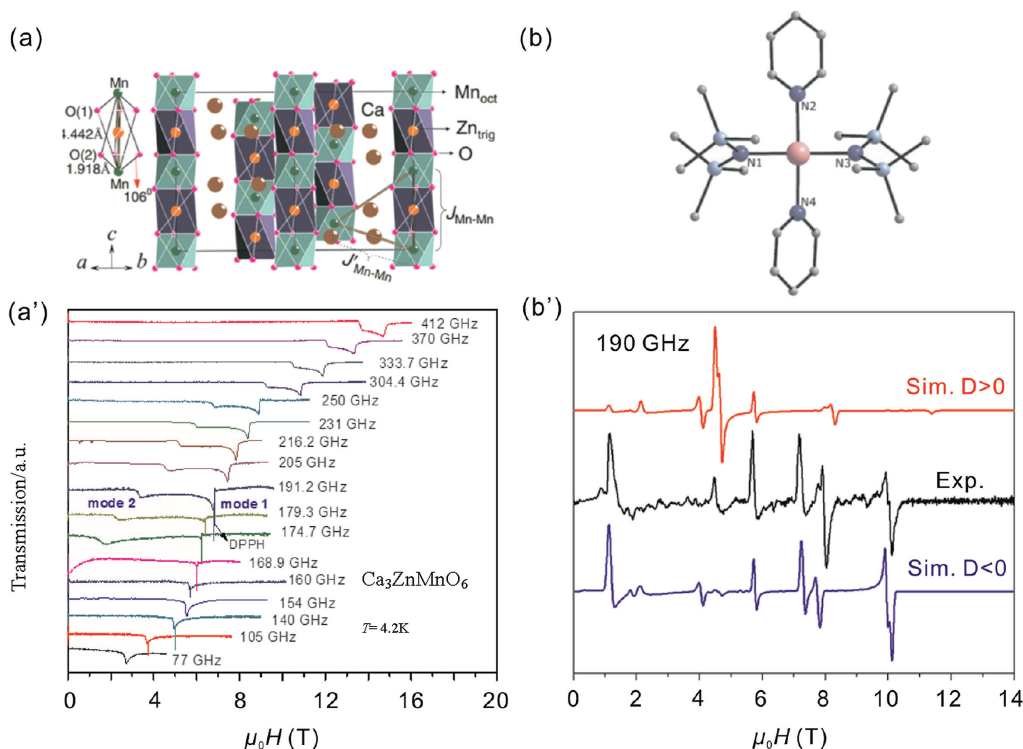 (a)
Mn
O(1)
4.442Å
O(2)
1.918Å
Mn
106⁰
c
a
b
Ca
Mn_oct
Zn_trig
O
J_Mn-Mn
J'_Mn-Mn
(b)
N2
N1
N3
N4
(a')
412 GHz
370 GHz
333.7 GHz
304.4 GHz
250 GHz
231 GHz
216.2 GHz
205 GHz
191.2 GHz
mode 2
mode 1
179.3 GHz
DPPH
174.7 GHz
168.9 GHz
160 GHz
Ca₃ZnMnO₆
154 GHz
140 GHz
T= 4.2K
105 GHz
77 GHz
Transmission/a.u.
0 4 8 12 16 20
μ₀H (T)
(b')
190 GHz
Sim. D>0
Exp.
Sim. D<0
0 2 4 6 8 10 12 14
μ₀H (T)